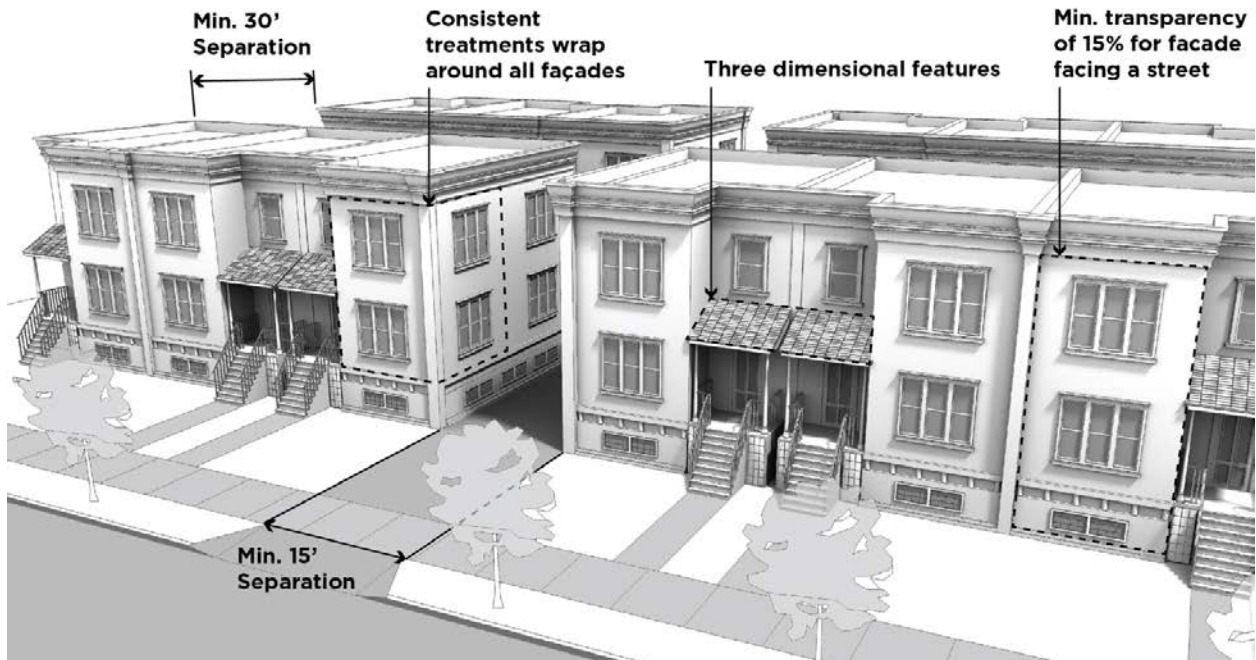 Min. 30’
Separation
Consistent
treatments wrap
around all façades
Three dimensional features
Min. transparency
of 15% for facade
facing a street
Min. 15’
Separation